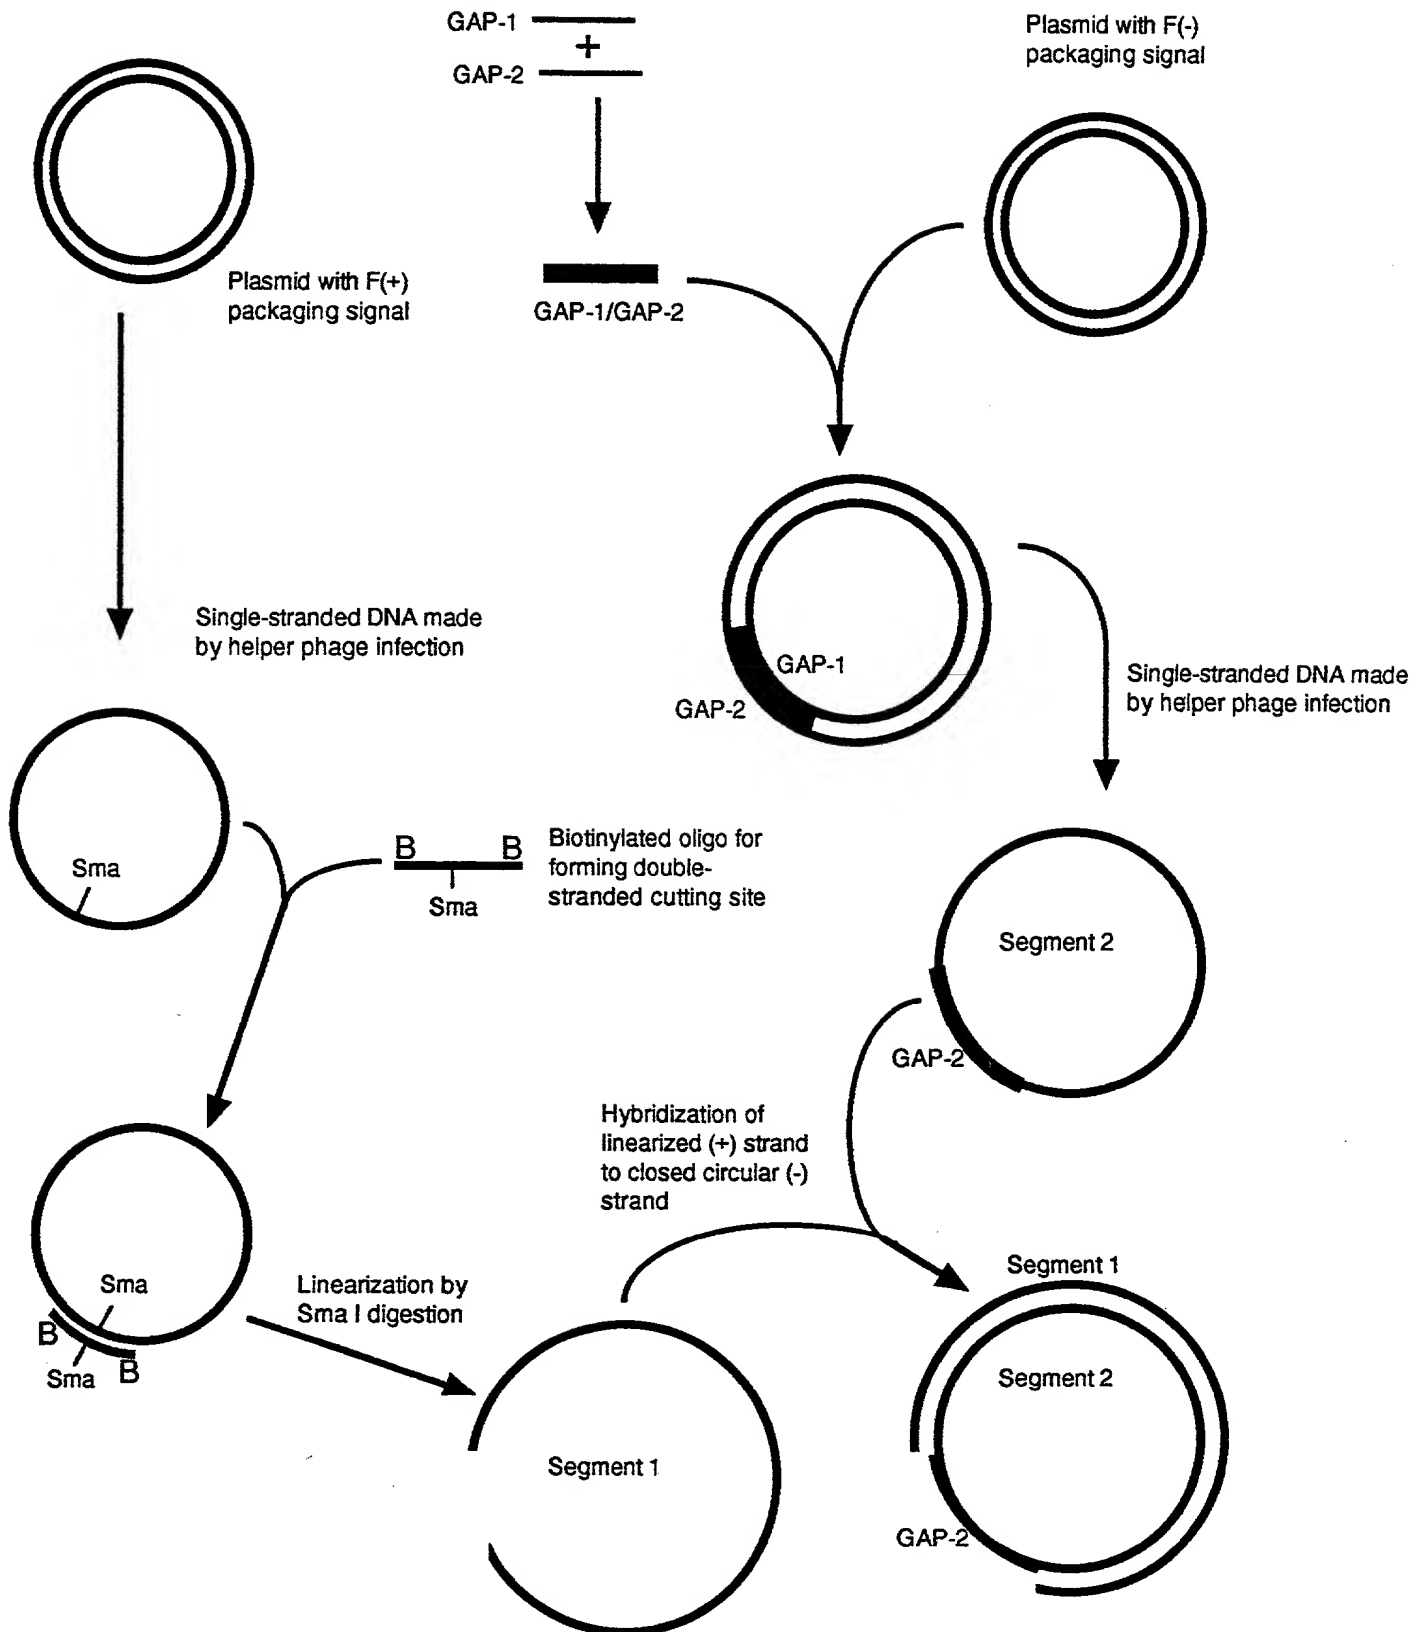 GAP-1
+
GAP-2
Plasmid with F(-)
packaging signal
Plasmid with F(+)
packaging signal
GAP-1/GAP-2
Single-stranded DNA made
by helper phage infection
GAP-1
GAP-2
Single-stranded DNA made
by helper phage infection
Sma
B B
Sma
Biotinylated oligo for
forming double-
stranded cutting site
Segment 2
GAP-2
Hybridization of
linearized (+) strand
to closed circular (-)
strand
Sma
B
Sma
B
Linearization by
Sma I digestion
Segment 1
Segment 1
Segment 2
GAP-2